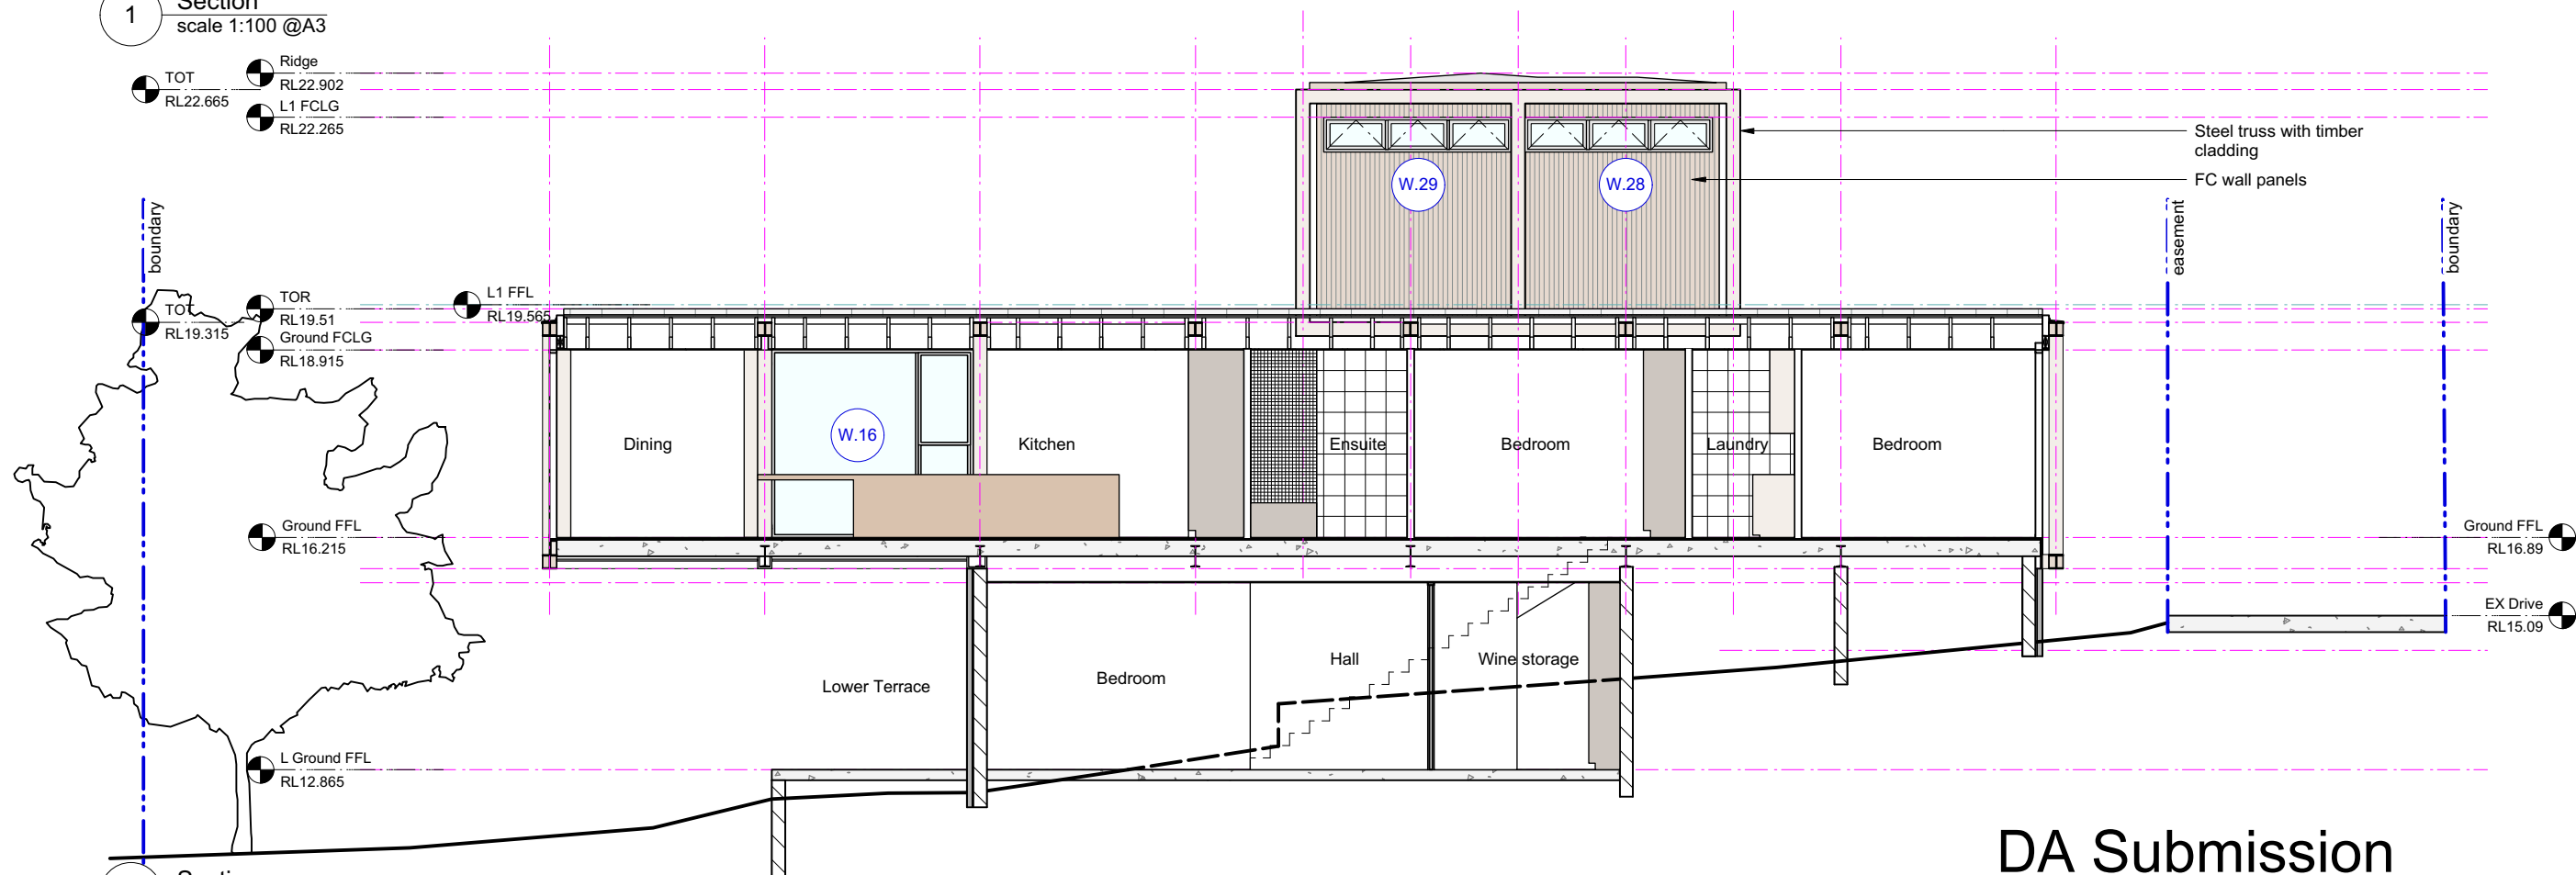 1
Section
scale 1:100 @A3
Ridge
RL22.902
TOT
RL22.665
L1 FCLG
RL22.265
Steel truss with timber
cladding
FC wall panels
W.29
W.28
boundary
easement
boundary
L1 FFL
RL19.565
TOR
RL19.51
TOT
RL19.315
Ground FCLG
RL18.915
Dining
W.16
Kitchen
Ensuite
Bedroom
Laundry
Bedroom
Ground FFL
RL16.215
Ground FFL
RL16.89
EX Drive
RL15.09
Lower Terrace
Bedroom
Hall
Wine storage
L Ground FFL
RL12.865
DA Submission